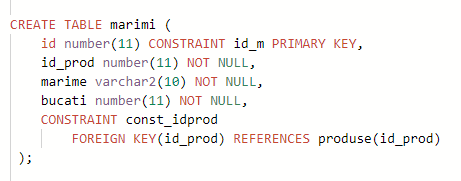 CREATE TABLE marimi (
id number(11) CONSTRAINT id_m PRIMARY KEY,
id_prod number(11) NOT NULL,
marime varchar2(10) NOT NULL,
bucati number(11) NOT NULL,
CONSTRAINT const_idprod
FOREIGN KEY(id_prod) REFERENCES produse(id_prod)
);